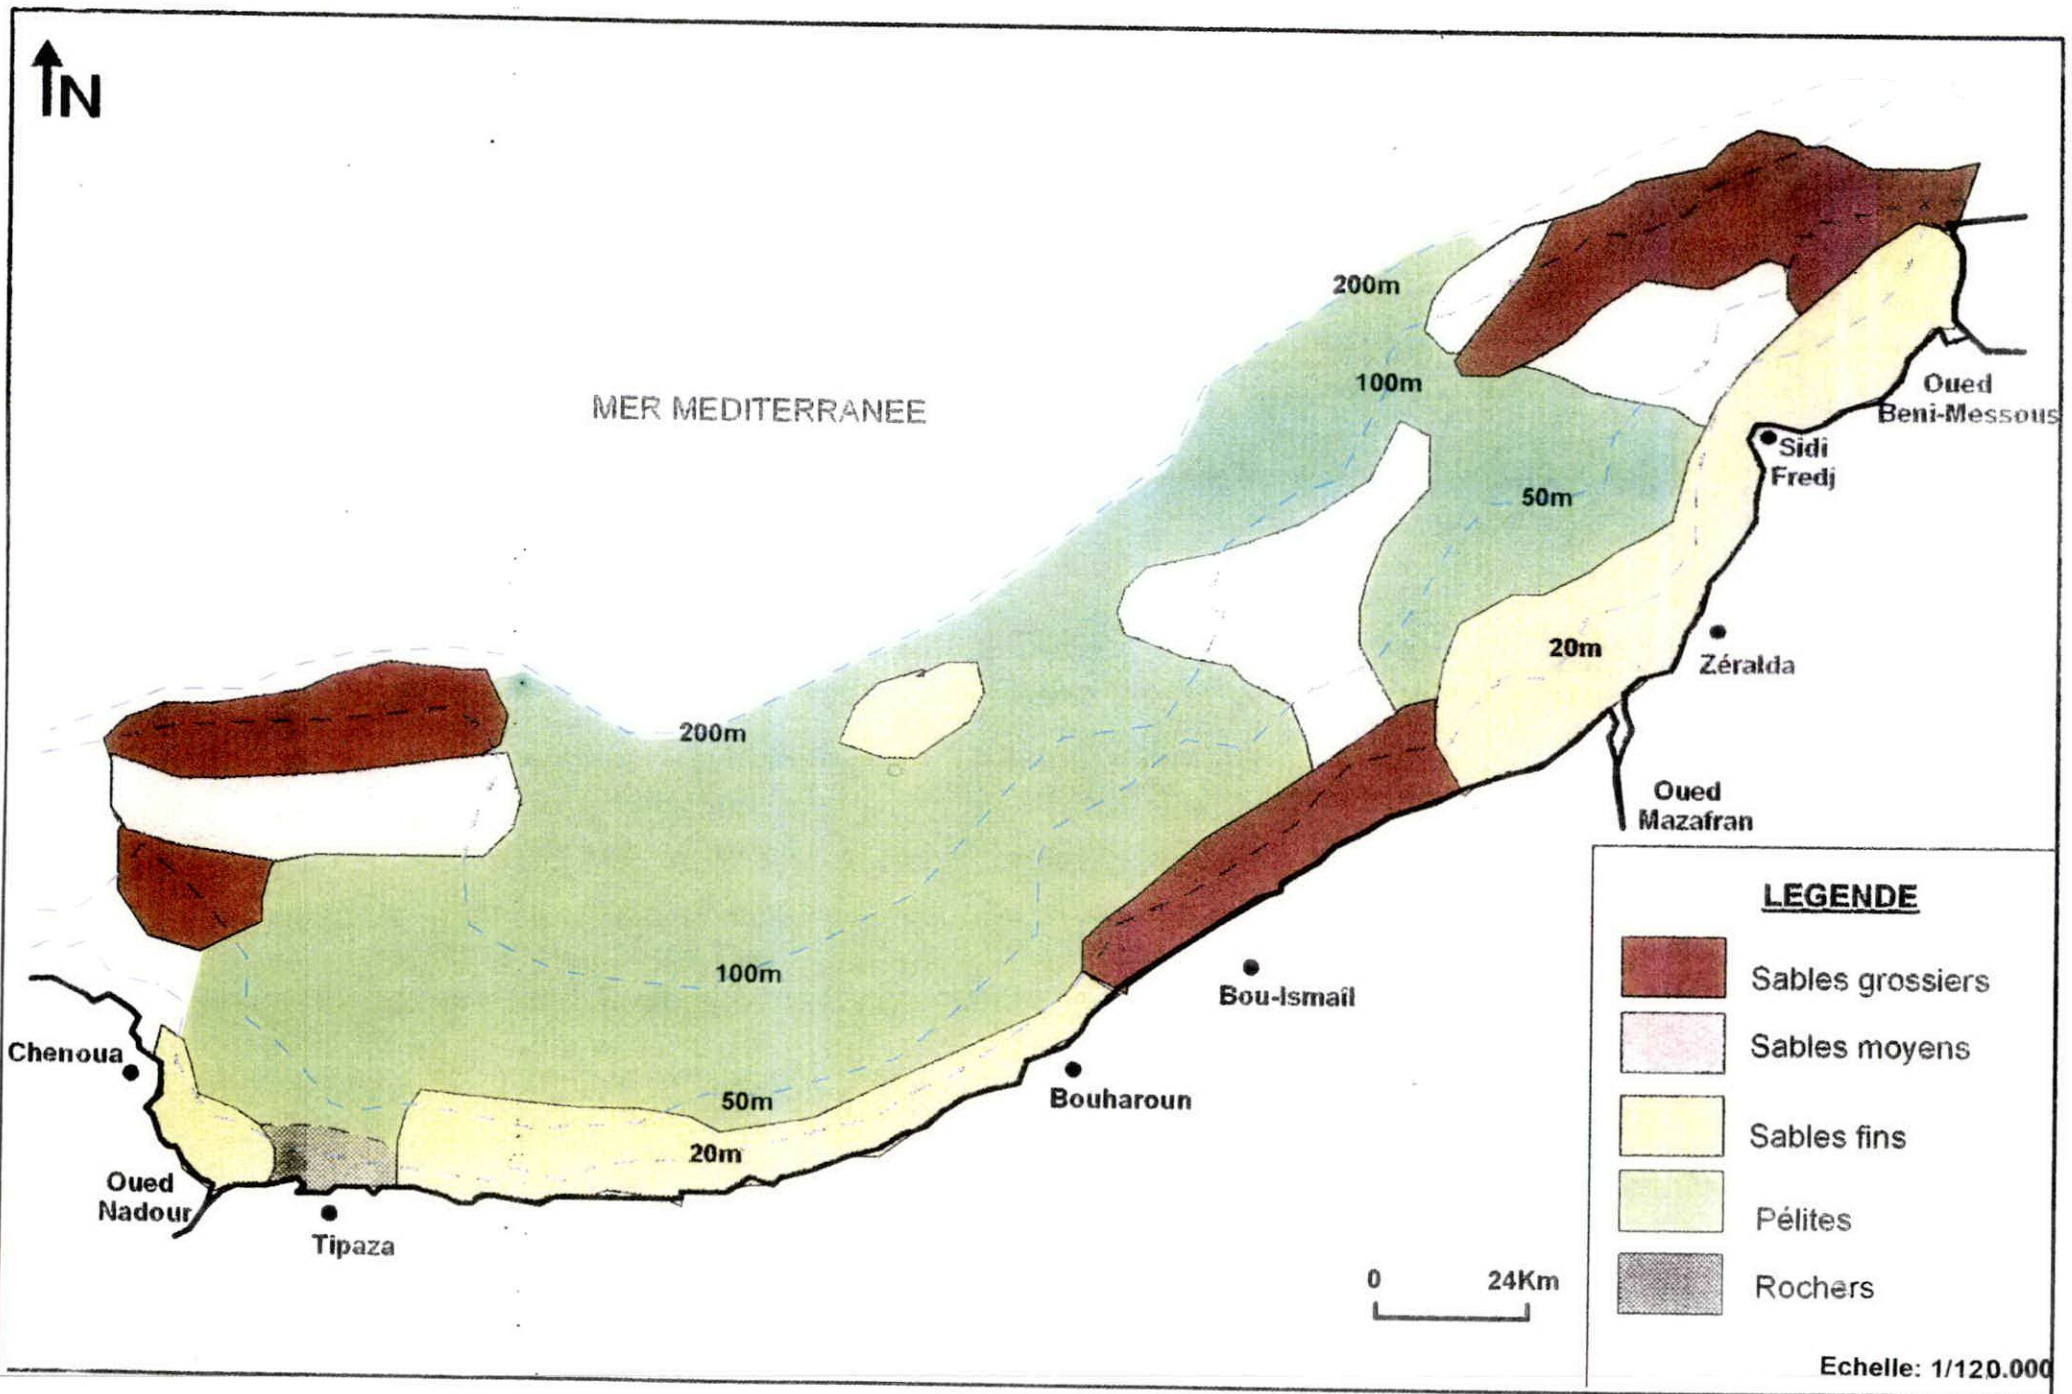 N
200m
100m
MER MEDITERRANEE
Oued
Beni-Messous
Sidi
Fredj
50m
20m
Zéralda
200m
Oued
Mazafran
100m
Bou-Ismaîl
Chenoua
50m
Bouharoun
20m
Oued
Nadour
Tipaza
0 24Km
LEGENDE
Sables grossiers
Sables moyens
Sables fins
Pélites
Rochers
Echelle: 1/120.000